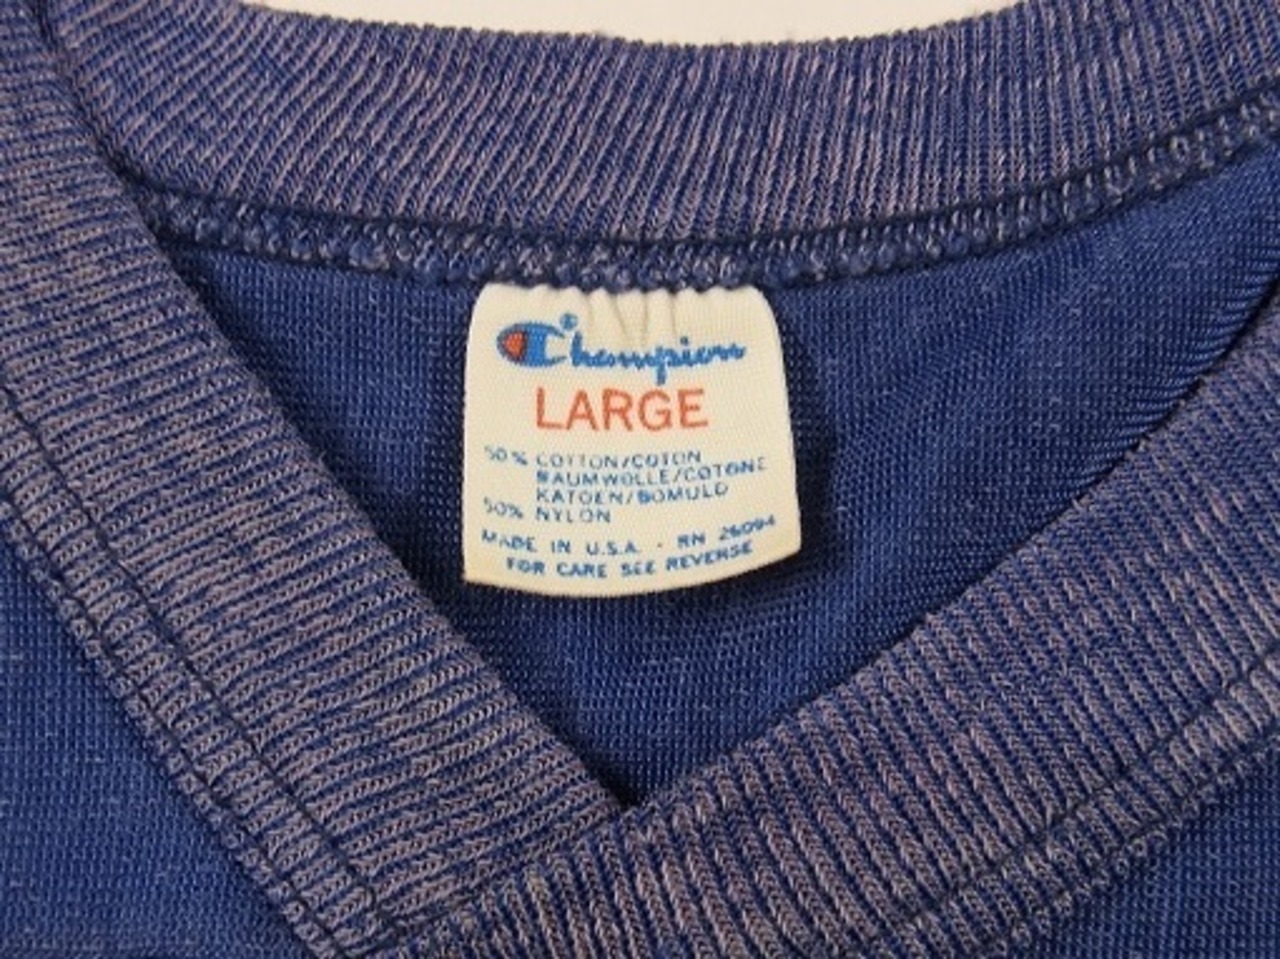 Champion®
LARGE
50% COTTON/COTON
BAUMWOLLE/COTONE
KATOEN/BOMULD
50% NYLON
MADE IN U.S.A. - RN 26094
FOR CARE SEE REVERSE